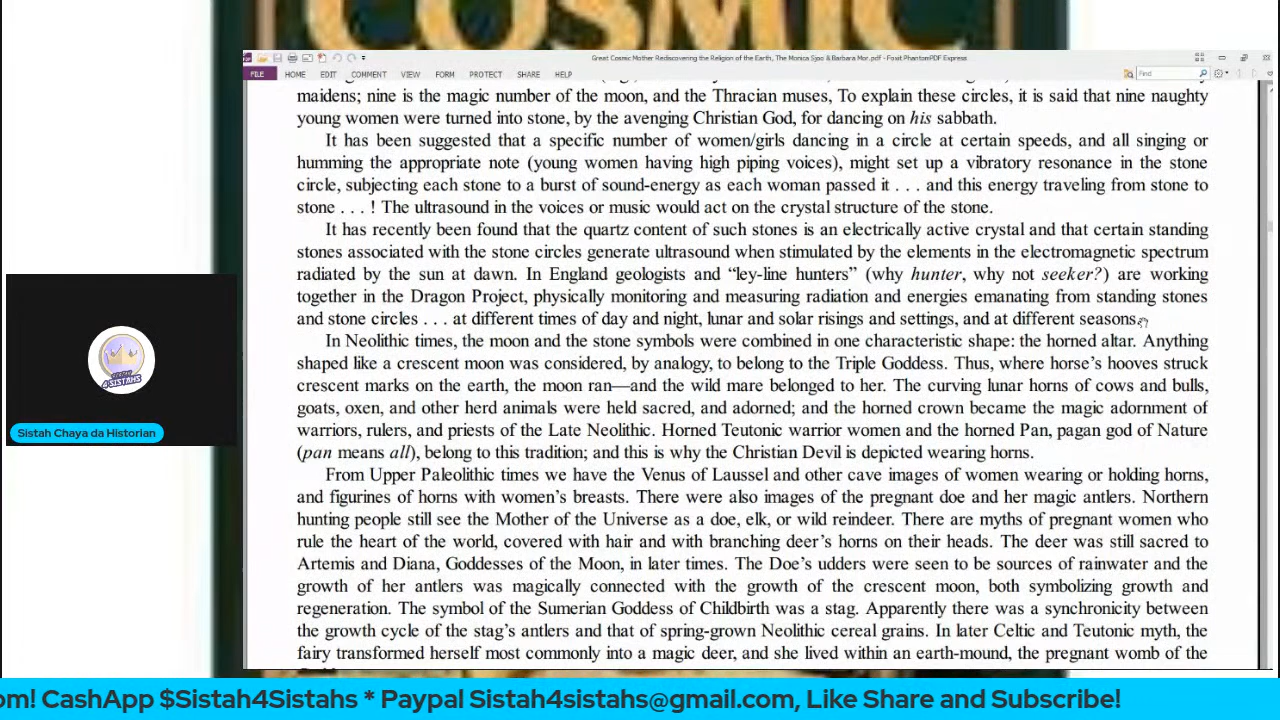 COSMIC
Great Cosmic Mother Rediscovering the Religion of the Earth, The Monica Sjoo & Barbara Mor.pdf - Foxit PhantomPDF Express
FILE HOME EDIT COMMENT VIEW FORM PROTECT SHARE HELP
Find
maidens; nine is the magic number of the moon, and the Thracian muses, To explain these circles, it is said that nine naughty
young women were turned into stone, by the avenging Christian God, for dancing on his sabbath.
It has been suggested that a specific number of women/girls dancing in a circle at certain speeds, and all singing or
humming the appropriate note (young women having high piping voices), might set up a vibratory resonance in the stone
circle, subjecting each stone to a burst of sound-energy as each woman passed it . . . and this energy traveling from stone to
stone . . . ! The ultrasound in the voices or music would act on the crystal structure of the stone.
It has recently been found that the quartz content of such stones is an electrically active crystal and that certain standing
stones associated with the stone circles generate ultrasound when stimulated by the elements in the electromagnetic spectrum
radiated by the sun at dawn. In England geologists and “ley-line hunters” (why hunter, why not seeker?) are working
together in the Dragon Project, physically monitoring and measuring radiation and energies emanating from standing stones
and stone circles . . . at different times of day and night, lunar and solar risings and settings, and at different seasons.
In Neolithic times, the moon and the stone symbols were combined in one characteristic shape: the horned altar. Anything
shaped like a crescent moon was considered, by analogy, to belong to the Triple Goddess. Thus, where horse’s hooves struck
crescent marks on the earth, the moon ran—and the wild mare belonged to her. The curving lunar horns of cows and bulls,
goats, oxen, and other herd animals were held sacred, and adorned; and the horned crown became the magic adornment of
warriors, rulers, and priests of the Late Neolithic. Horned Teutonic warrior women and the horned Pan, pagan god of Nature
(pan means all), belong to this tradition; and this is why the Christian Devil is depicted wearing horns.
From Upper Paleolithic times we have the Venus of Laussel and other cave images of women wearing or holding horns,
and figurines of horns with women’s breasts. There were also images of the pregnant doe and her magic antlers. Northern
hunting people still see the Mother of the Universe as a doe, elk, or wild reindeer. There are myths of pregnant women who
rule the heart of the world, covered with hair and with branching deer’s horns on their heads. The deer was still sacred to
Artemis and Diana, Goddesses of the Moon, in later times. The Doe’s udders were seen to be sources of rainwater and the
growth of her antlers was magically connected with the growth of the crescent moon, both symbolizing growth and
regeneration. The symbol of the Sumerian Goddess of Childbirth was a stag. Apparently there was a synchronicity between
the growth cycle of the stag’s antlers and that of spring-grown Neolithic cereal grains. In later Celtic and Teutonic myth, the
fairy transformed herself most commonly into a magic deer, and she lived within an earth-mound, the pregnant womb of the
4 SISTAHS
Sistah Chaya da Historian
om! CashApp $Sistah4Sistahs * Paypal Sistah4sistahs@gmail.com, Like Share and Subscribe!